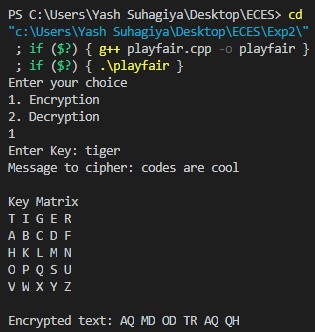 PS C:\Users\Yash Suhagiya\Desktop\ECES> cd
"c:\Users\Yash Suhagiya\Desktop\ECES\Exp2\"
 ; if ($?) { g++ playfair.cpp -o playfair }
 ; if ($?) { .\playfair }
Enter your choice
1. Encryption
2. Decryption
1
Enter Key: tiger
Message to cipher: codes are cool

Key Matrix
T I G E R
A B C D F
H K L M N
O P Q S U
V W X Y Z

Encrypted text: AQ MD OD TR AQ QH